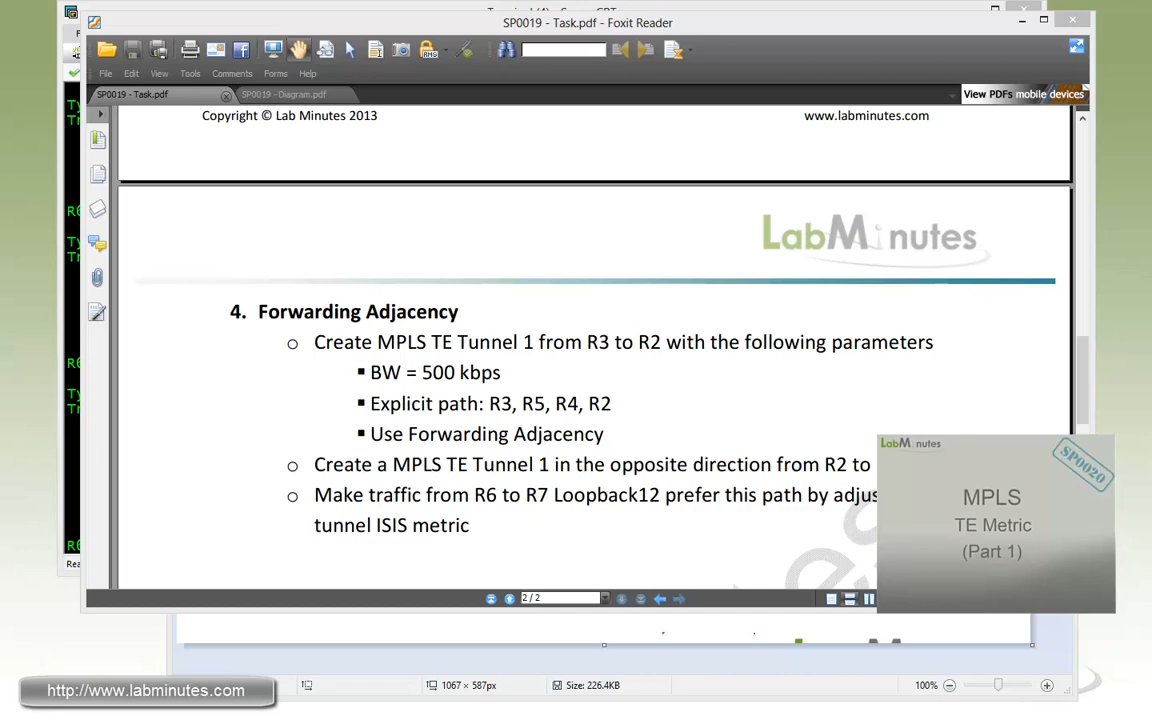 SP0019 - Task.pdf - Foxit Reader
File Edit View Tools Comments Forms Help
SP0019 - Task.pdf
SP0019 - Diagram.pdf
View PDFs mobile devices
Copyright © Lab Minutes 2013
www.labminutes.com
LabMinutes
4. Forwarding Adjacency
o Create MPLS TE Tunnel 1 from R3 to R2 with the following parameters
▪ BW = 500 kbps
▪ Explicit path: R3, R5, R4, R2
▪ Use Forwarding Adjacency
o Create a MPLS TE Tunnel 1 in the opposite direction from R2 to
o Make traffic from R6 to R7 Loopback12 prefer this path by adjus
tunnel ISIS metric
LabMinutes
SP0020
MPLS
TE Metric
(Part 1)
2 / 2
http://www.labminutes.com
1067 × 587px
Size: 226.4KB
100%